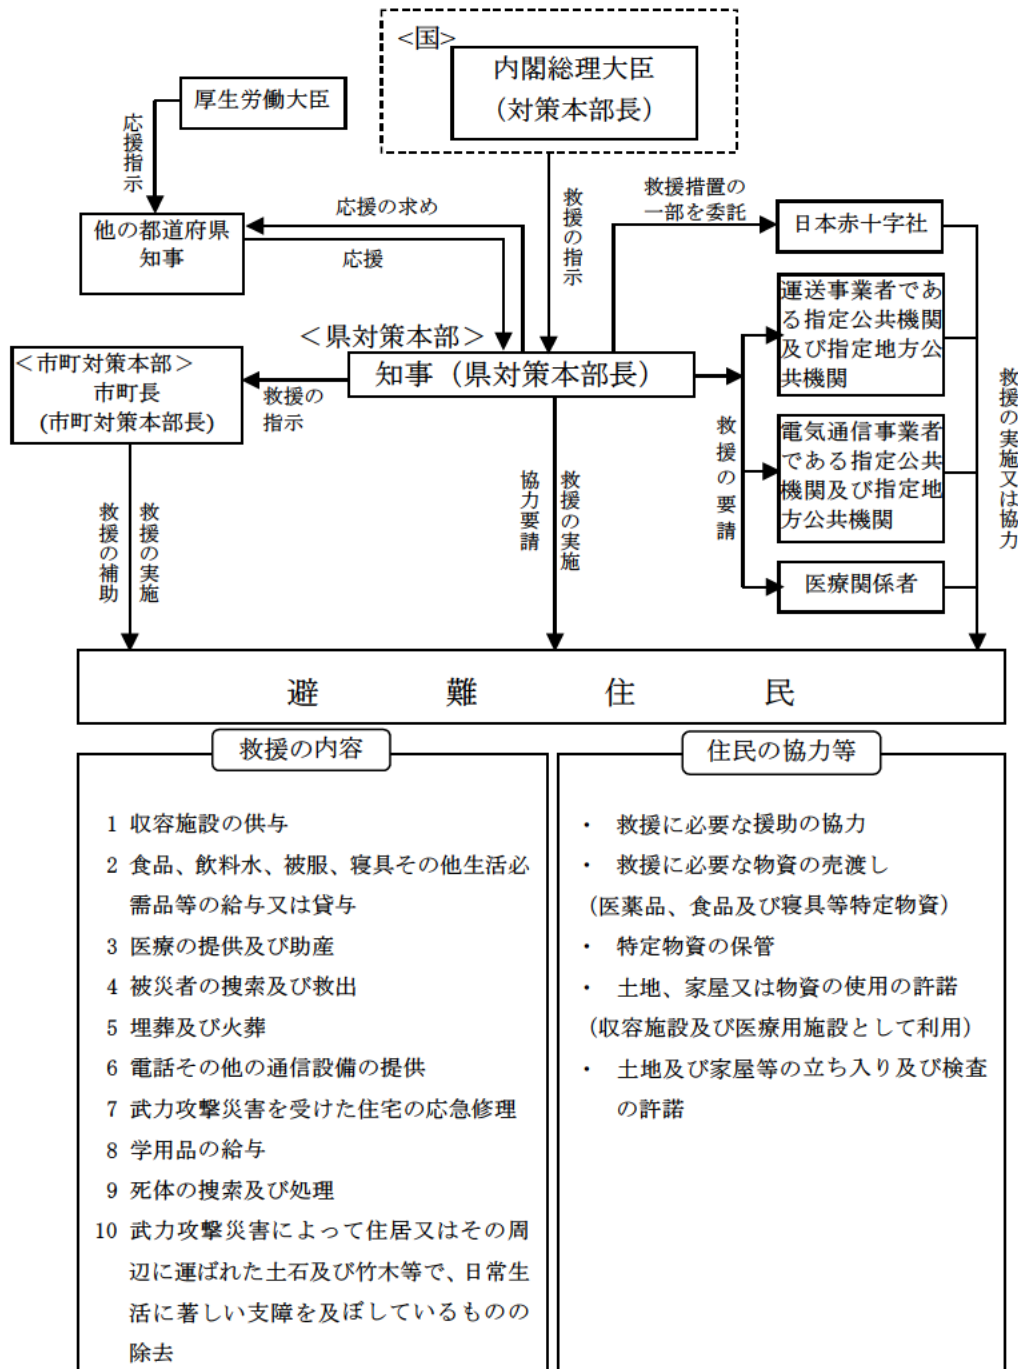 <国>
内閣総理大臣
（対策本部長）
厚生労働大臣
応援指示
他の都道府県
知事
応援の求め
応援
救援の指示
救援措置の
一部を委託
日本赤十字社
運送事業者であ
る指定公共機関
及び指定地方公
共機関
＜県対策本部＞
知事（県対策本部長）
＜市町対策本部＞
市町長
(市町対策本部長)
救援の
指示
救援の要請
電気通信事業者
である指定公共
機関及び指定地
方公共機関
医療関係者
救援の実施又は協力
救援の補助
救援の実施
協力要請
救援の実施
避難住民
救援の内容
1 収容施設の供与
2 食品、飲料水、被服、寝具その他生活必
需品等の給与又は貸与
3 医療の提供及び助産
4 被災者の捜索及び救出
5 埋葬及び火葬
6 電話その他の通信設備の提供
7 武力攻撃災害を受けた住宅の応急修理
8 学用品の給与
9 死体の捜索及び処理
10 武力攻撃災害によって住居又はその周
辺に運ばれた土石及び竹木等で、日常生
活に著しい支障を及ぼしているものの
除去
住民の協力等
・ 救援に必要な援助の協力
・ 救援に必要な物資の売渡し
（医薬品、食品及び寝具等特定物資）
・ 特定物資の保管
・ 土地、家屋又は物資の使用の許諾
(収容施設及び医療用施設として利用)
・ 土地及び家屋等の立ち入り及び検査
の許諾